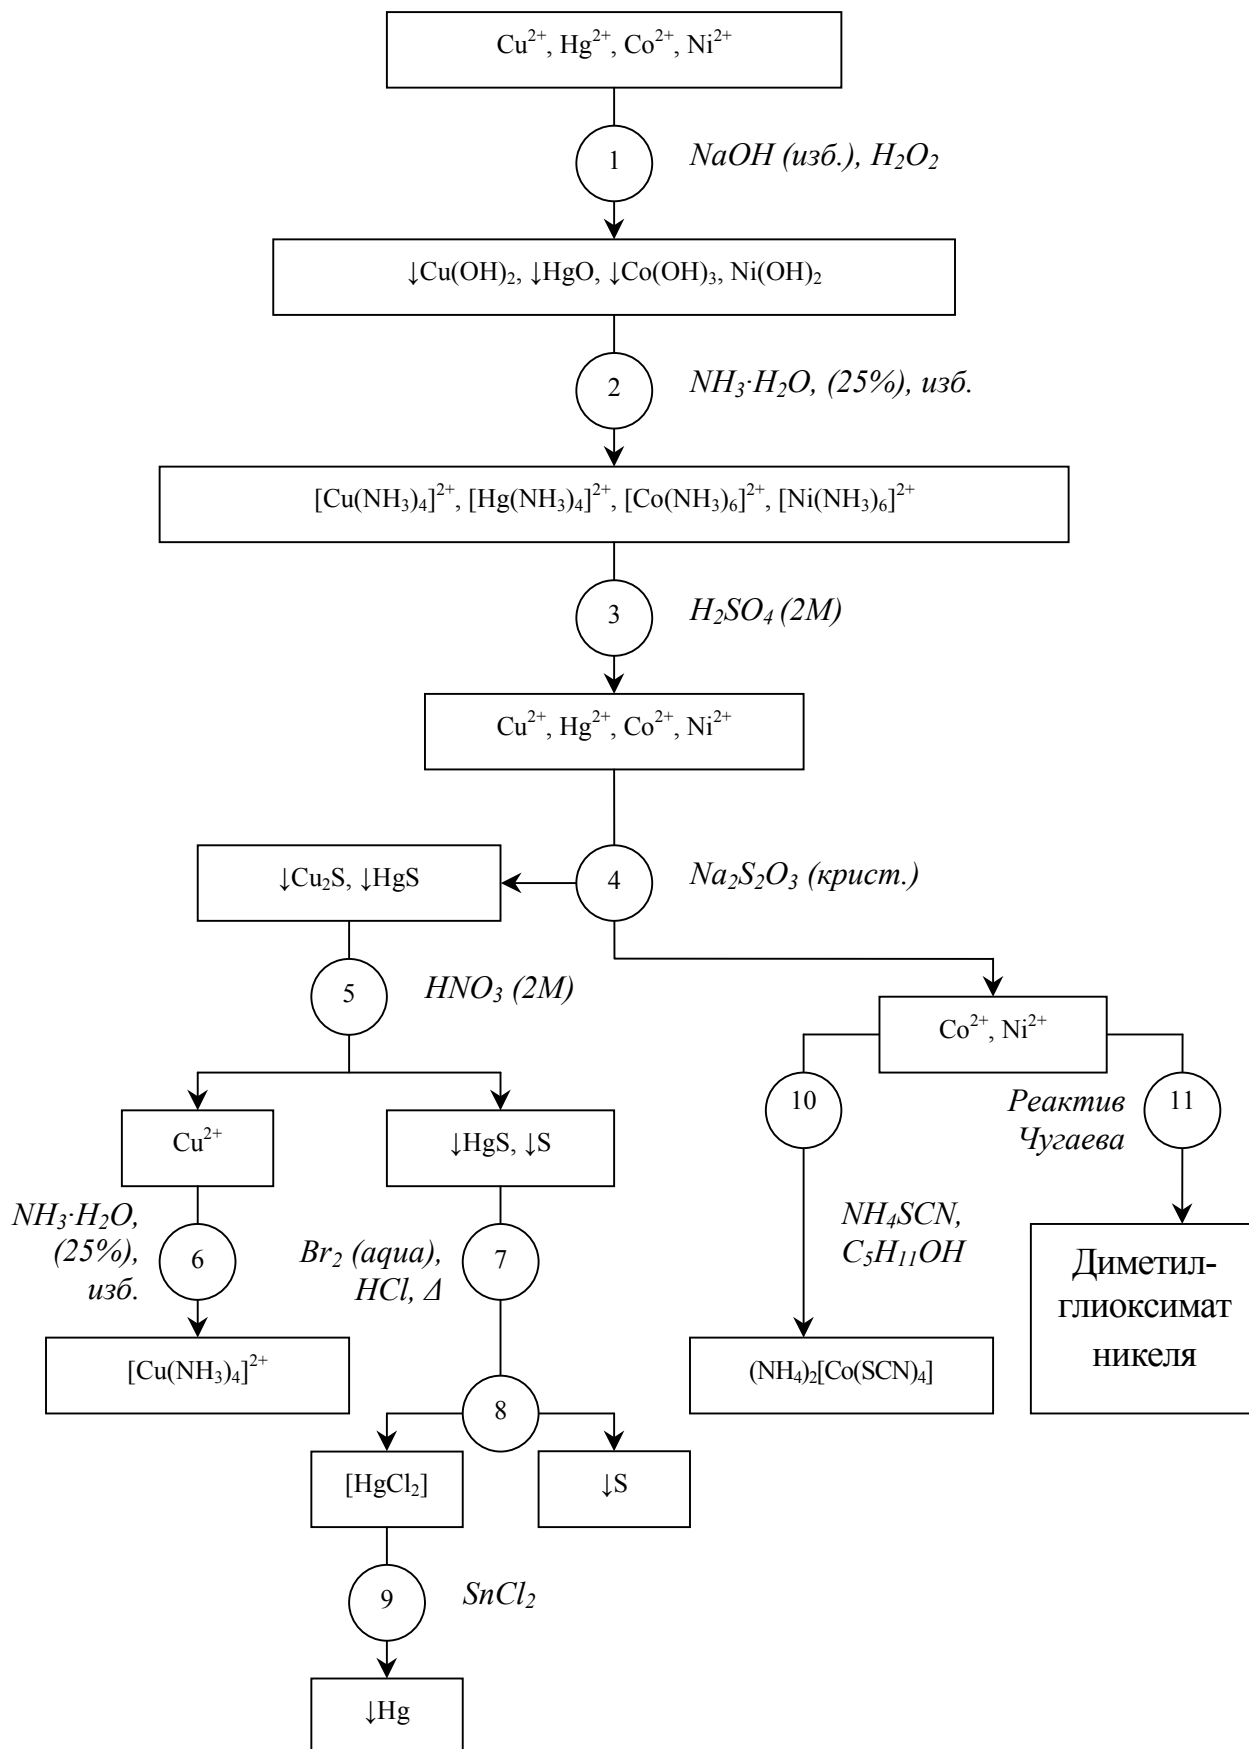 Cu²⁺, Hg²⁺, Co²⁺, Ni²⁺
1
NaOH (изб.), H₂O₂
↓Cu(OH)₂, ↓HgO, ↓Co(OH)₃, Ni(OH)₂
2
NH₃·H₂O, (25%), изб.
[Cu(NH₃)₄]²⁺, [Hg(NH₃)₄]²⁺, [Co(NH₃)₆]²⁺, [Ni(NH₃)₆]²⁺
3
H₂SO₄ (2М)
Cu²⁺, Hg²⁺, Co²⁺, Ni²⁺
↓Cu₂S, ↓HgS
4
Na₂S₂O₃ (крист.)
5
HNO₃ (2М)
Co²⁺, Ni²⁺
Cu²⁺
↓HgS, ↓S
10
Реактив
Чугаева
11
NH₃·H₂O,
(25%),
изб.
6
Br₂ (aqua),
HCl, Δ
7
NH₄SCN,
C₅H₁₁OH
Диметил-
глиоксимат
никеля
[Cu(NH₃)₄]²⁺
8
(NH₄)₂[Co(SCN)₄]
[HgCl₂]
↓S
9
SnCl₂
↓Hg